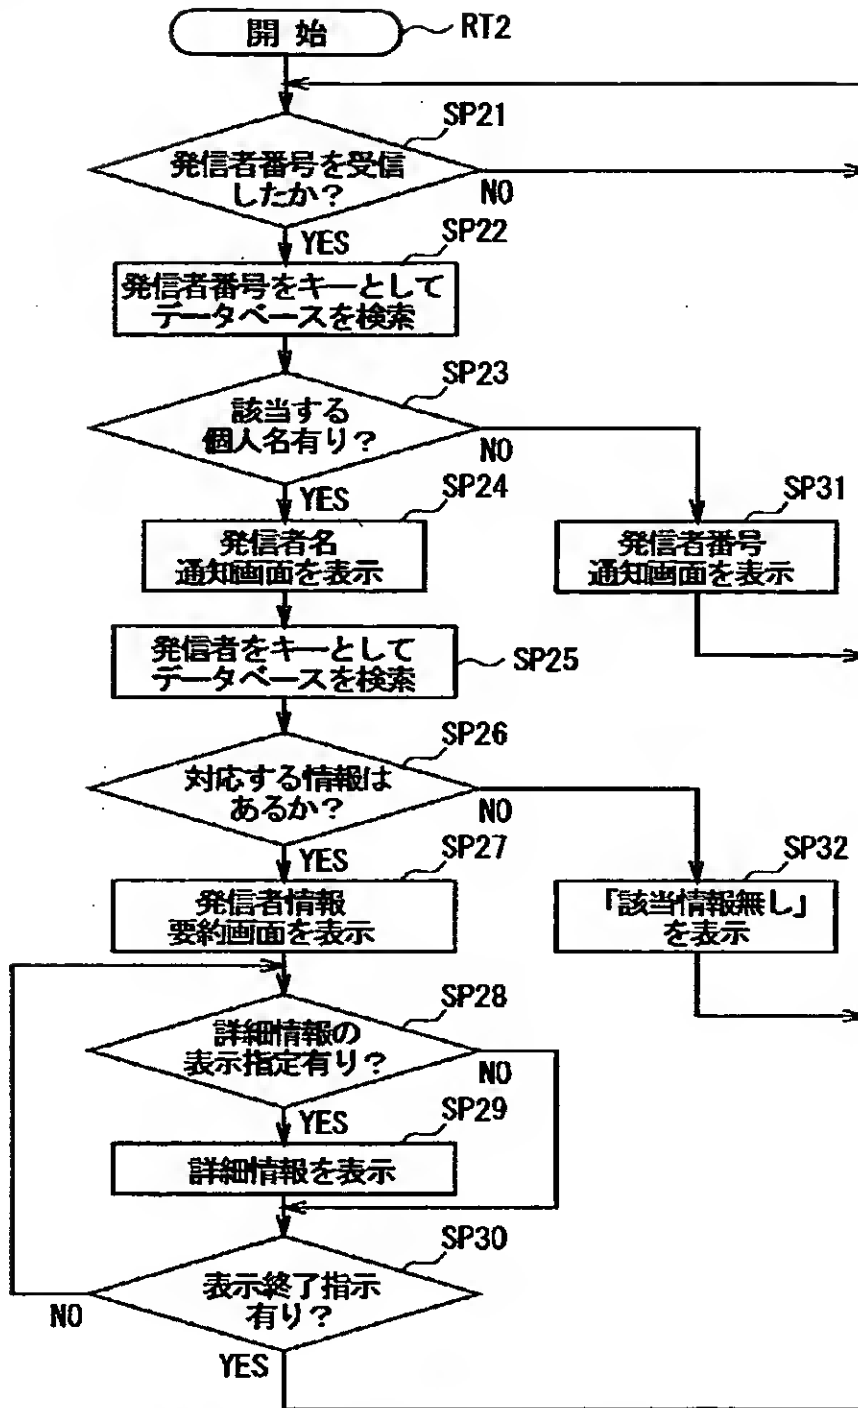 開始
RT2
SP21
発信者番号を受信
したか?
NO
YES
SP22
発信者番号をキーとして
データベースを検索
SP23
該当する
個人名有り?
NO
YES
SP24
発信者名
通知画面を表示
SP31
発信者番号
通知画面を表示
発信者をキーとして
データベースを検索
SP25
SP26
対応する情報は
あるか?
NO
YES
SP27
発信者情報
要約画面を表示
SP32
「該当情報無し」
を表示
SP28
詳細情報の
表示指定有り?
NO
YES
SP29
詳細情報を表示
SP30
表示終了指示
有り?
NO
YES